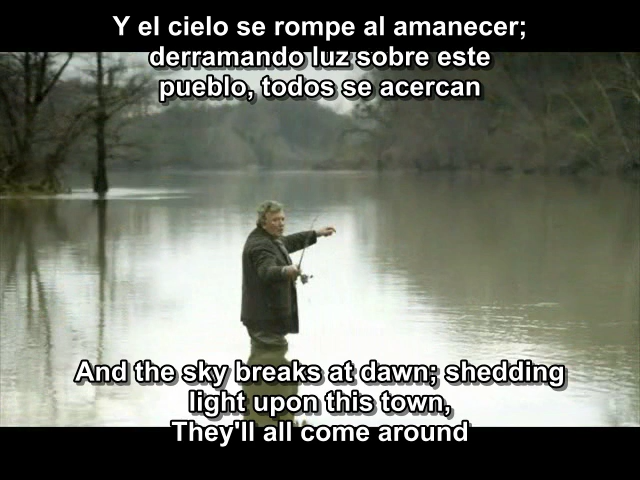 Y el cielo se rompe al amanecer;
derramando luz sobre este
pueblo, todos se acercan
And the sky breaks at dawn; shedding
light upon this town,
They'll all come around